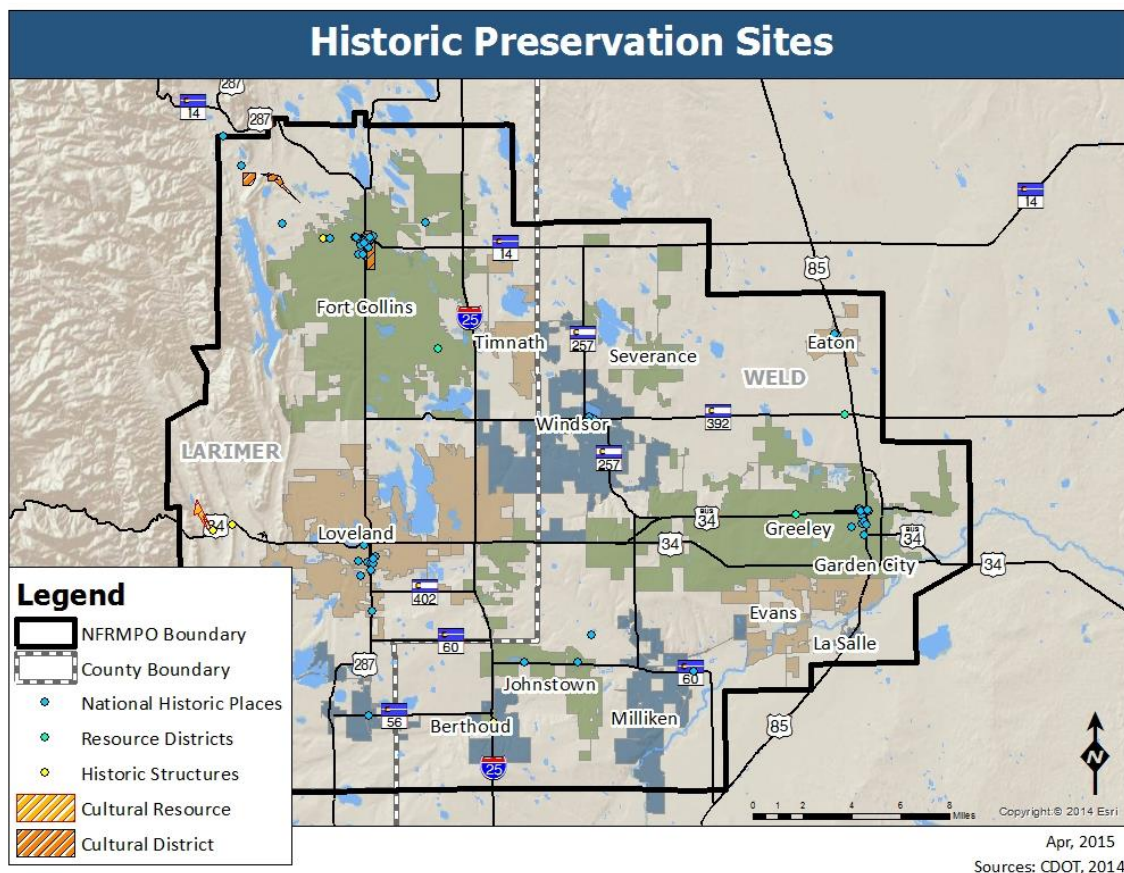 Historic Preservation Sites
287
14
287
14
14
85
Fort Collins
25
Timnath
257
Severance
Eaton
WELD
Windsor
392
LARIMER
257
34
Loveland
BUS
34
Greeley
34
BUS
34
34
Garden City
402
Evans
La Salle
60
287
Johnstown
60
56
Berthoud
Milliken
85
25
N
Legend
NFRMPO Boundary
County Boundary
National Historic Places
Resource Districts
Historic Structures
Cultural Resource
Cultural District
0 1 2 4 6 8
Miles
Copyright:© 2014 Esri
Apr, 2015
Sources: CDOT, 2014